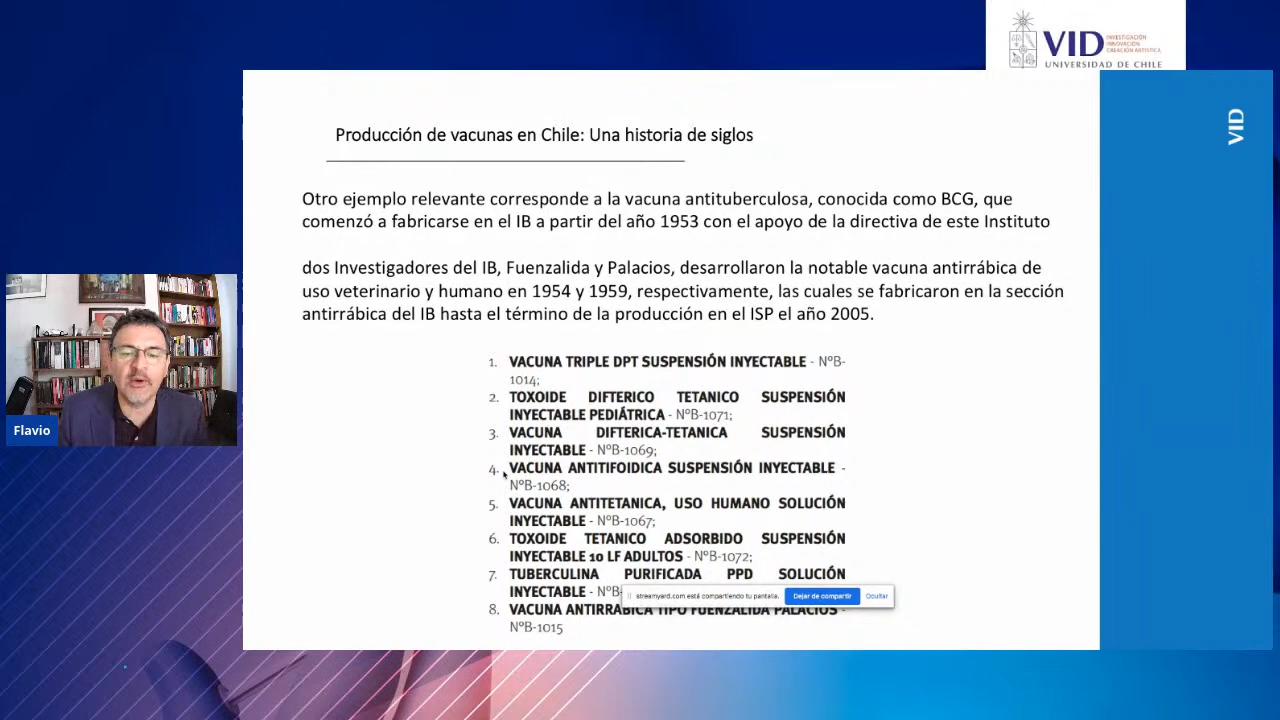 VID
INVESTIGACIÓN
INNOVACIÓN
CREACIÓN ARTÍSTICA
UNIVERSIDAD DE CHILE
VID
Producción de vacunas en Chile: Una historia de siglos
Otro ejemplo relevante corresponde a la vacuna antituberculosa, conocida como BCG, que
comenzó a fabricarse en el IB a partir del año 1953 con el apoyo de la directiva de este Instituto
dos Investigadores del IB, Fuenzalida y Palacios, desarrollaron la notable vacuna antirrábica de
uso veterinario y humano en 1954 y 1959, respectivamente, las cuales se fabricaron en la sección
antirrábica del IB hasta el término de la producción en el ISP el año 2005.
1. VACUNA TRIPLE DPT SUSPENSIÓN INYECTABLE - NºB-
1014;
2. TOXOIDE DIFTERICO TETANICO SUSPENSIÓN
INYECTABLE PEDIÁTRICA - NºB-1071;
3. VACUNA DIFTERICA-TETANICA SUSPENSIÓN
INYECTABLE - NºB-1069;
4. VACUNA ANTITIFOIDICA SUSPENSIÓN INYECTABLE -
NºB-1068;
5. VACUNA ANTITETANICA, USO HUMANO SOLUCIÓN
INYECTABLE - NºB-1067;
6. TOXOIDE TETANICO ADSORBIDO SUSPENSIÓN
INYECTABLE 10 LF ADULTOS - NºB-1072;
7. TUBERCULINA PURIFICADA PPD SOLUCIÓN
INYECTABLE - NºB-
streamyard.com está compartiendo tu pantalla. Dejar de compartir Ocultar
8. VACUNA ANTIRRÁBICA TIPO FUENZALIDA PALACIOS -
NºB-1015
Flavio